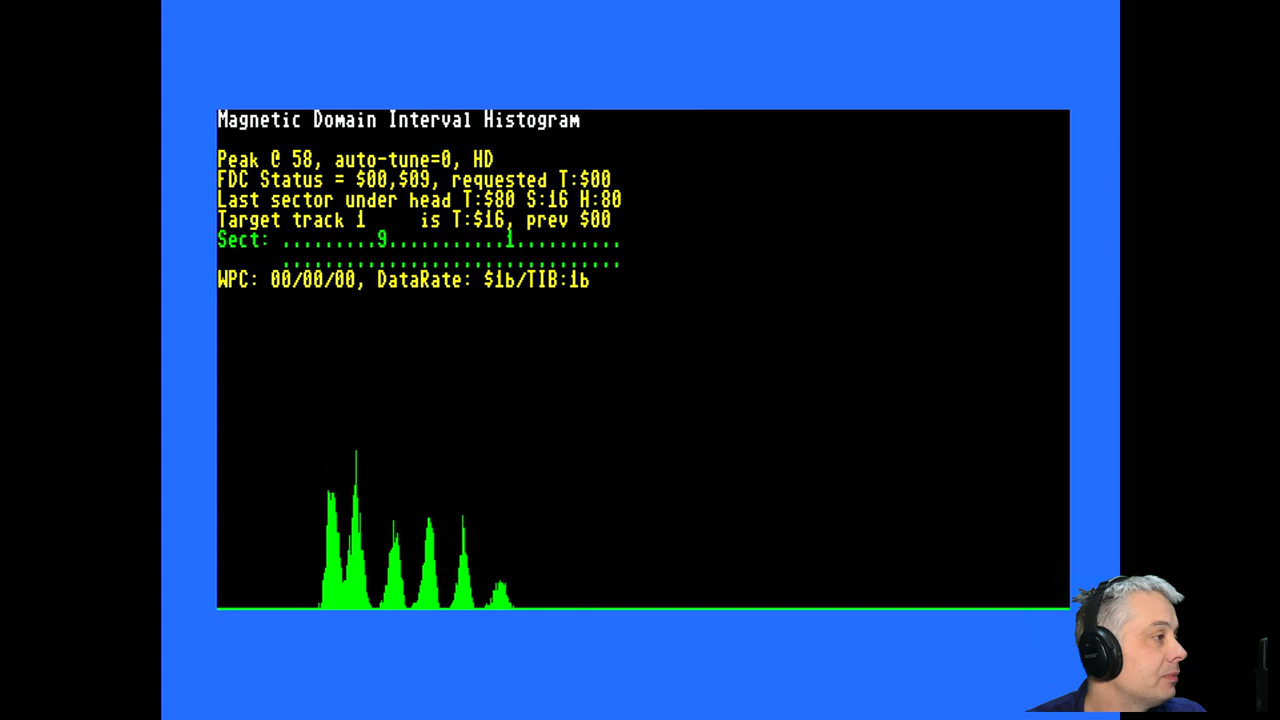 Magnetic Domain Interval Histogram
Peak @ 58, auto-tune=0, HD
FDC Status = $00,$09, requested T:$00
Last sector under head T:$80 S:16 H:80
Target track 1 is T:$16, prev $00
Sect: .........9...........1..........
................................
WPC: 00/00/00, DataRate: $1b/TIB:1b